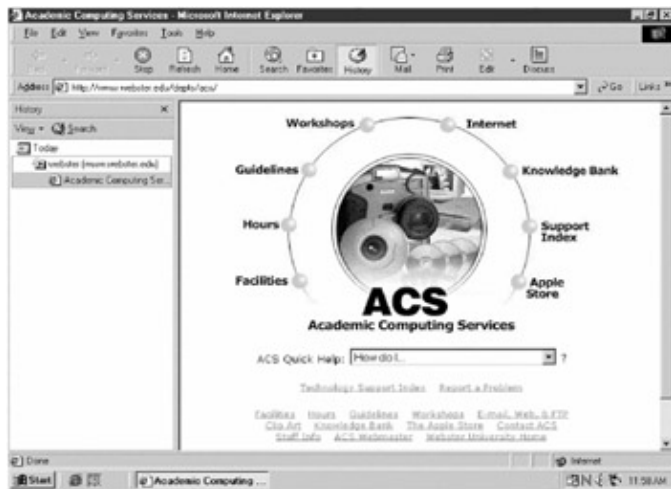 Academic Computing Services - Microsoft Internet Explorer
File Edit View Favorites Tools Help
Stop Refresh Home Search Favorites History Mail Print Edit Discuss
Address http://www.webster.edu/depts/acs/ Go Links
History
View Search
Today
webster (www.webster.edu)
Academic Computing Ser...
Workshops Internet
Guidelines Knowledge Bank
Hours Support Index
Facilities Apple Store
ACS
Academic Computing Services
ACS Quick Help: How do I... ?
Technology Support Index Report a Problem
Facilities Hours Guidelines Workshops E-mail, Web, & FTP
Clip Art Knowledge Bank The Apple Store Contact ACS
Staff Info ACS Webmaster Webster University Home
Done Internet
Start Academic Computing ... 11:58 AM